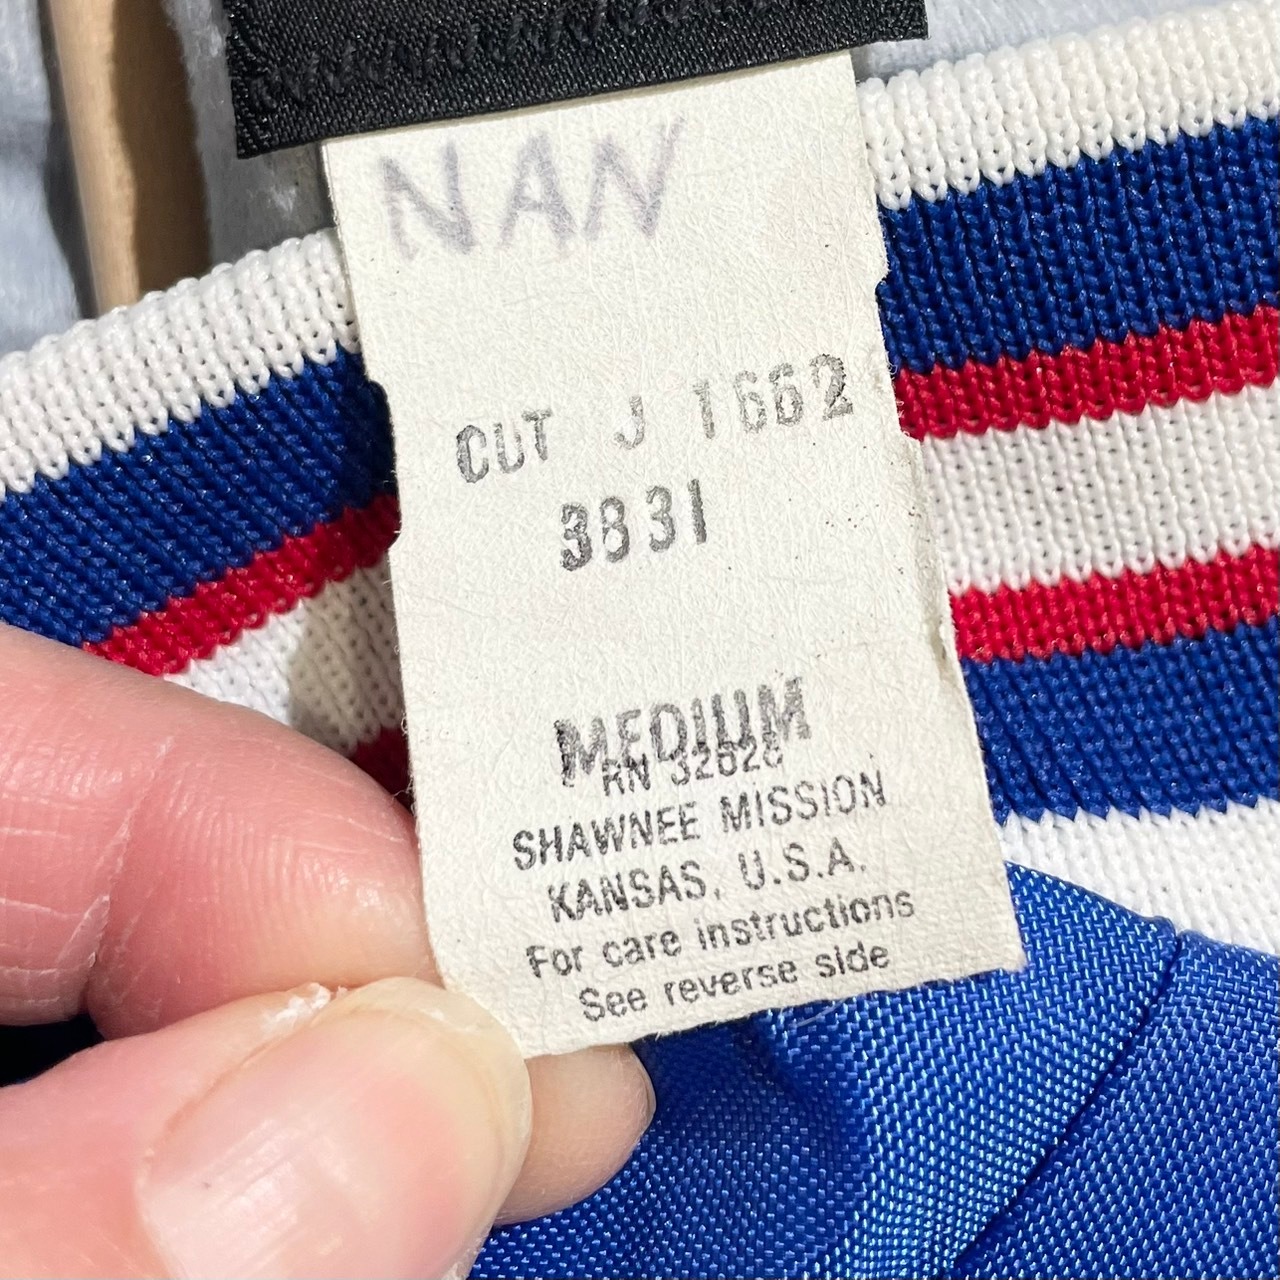 NAN
CUT J 1662
3831
MEDIUM
RN 32626
SHAWNEE MISSION
KANSAS, U.S.A.
For care instructions
See reverse side